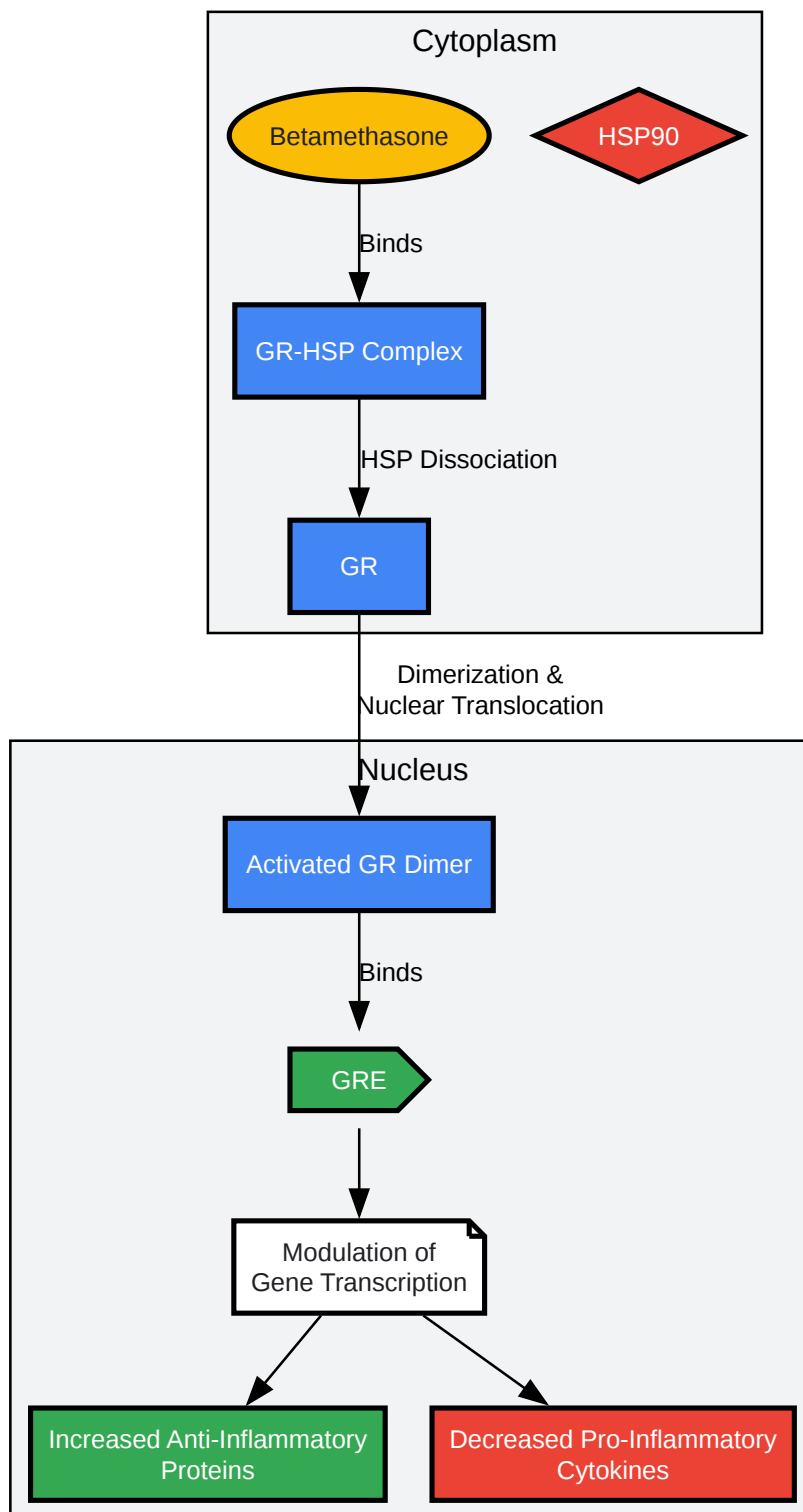 Cytoplasm
Betamethasone
HSP90
Binds
GR-HSP Complex
HSP Dissociation
GR
Dimerization &
Nuclear Translocation
Nucleus
Activated GR Dimer
Binds
GRE
Modulation of
Gene Transcription
Increased Anti-Inflammatory
Proteins
Decreased Pro-Inflammatory
Cytokines